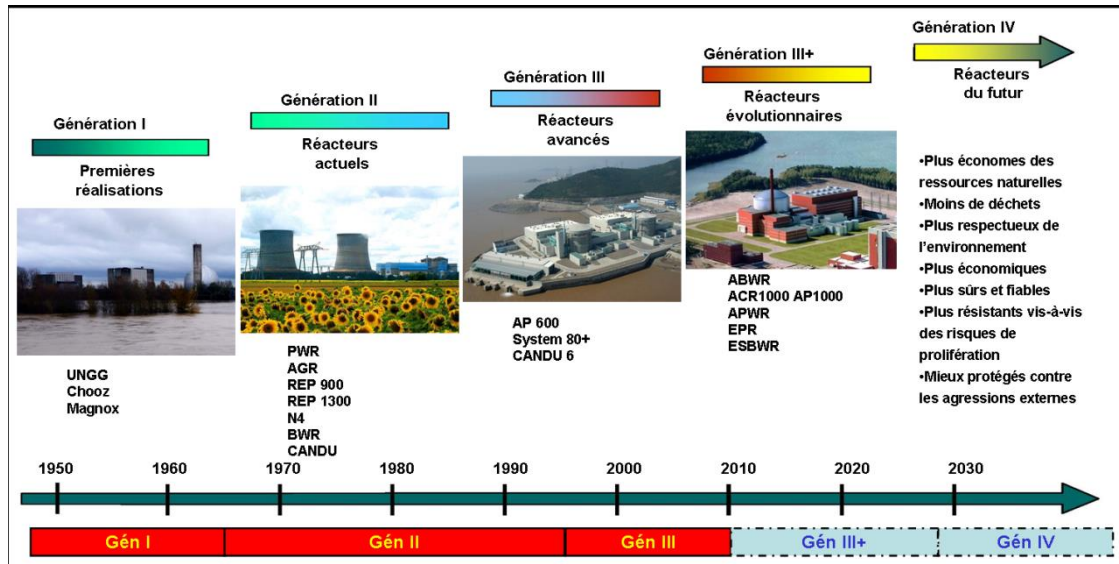 Génération I
Premières
réalisations
UNGG
Chooz
Magnox
Génération II
Réacteurs
actuels
PWR
AGR
REP 900
REP 1300
N4
BWR
CANDU
Génération III
Réacteurs
avancés
AP 600
System 80+
CANDU 6
Génération III+
Réacteurs
évolutionnaires
ABWR
ACR1000 AP1000
APWR
EPR
ESBWR
Génération IV
Réacteurs
du futur
•Plus économes des
ressources naturelles
•Moins de déchets
•Plus respectueux de
l'environnement
•Plus économiques
•Plus sûrs et fiables
•Plus résistants vis-à-vis
des risques de
prolifération
•Mieux protégés contre
les agressions externes
1950 1960 1970 1980 1990 2000 2010 2020 2030
Gén I Gén II Gén III Gén III+ Gén IV